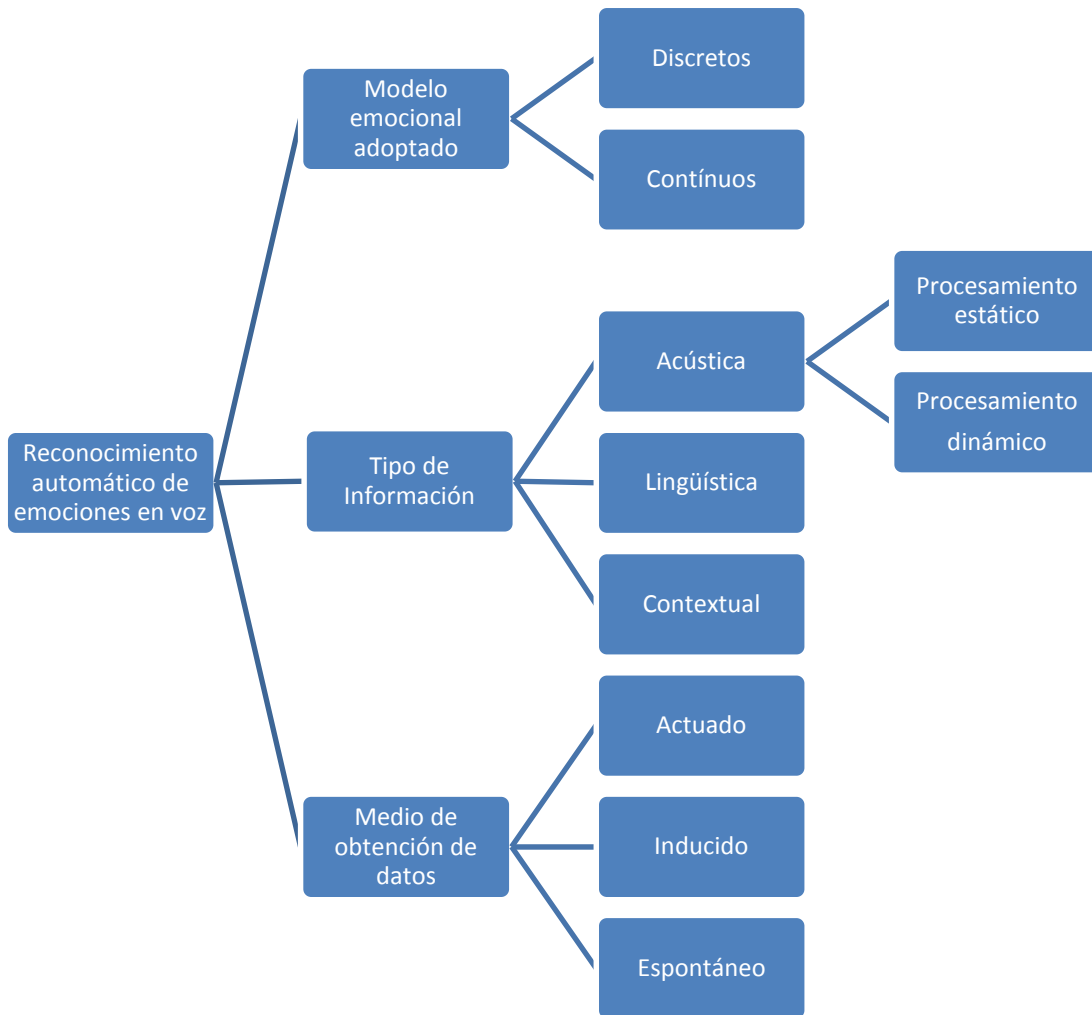 Reconocimiento
automático de
emociones en voz
Modelo
emocional
adoptado
Discretos
Contínuos
Tipo de
Información
Acústica
Procesamiento
estático
Procesamiento
dinámico
Lingüística
Contextual
Medio de
obtención de
datos
Actuado
Inducido
Espontáneo